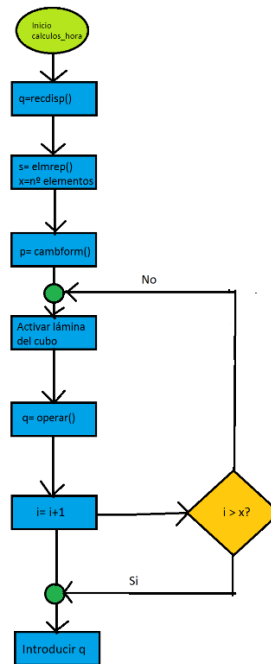 Inicio
calculos_hora
q=recdisp()
s= elmrep()
x=nº elementos
p= cambform()
No
Activar lámina
del cubo
q= operar()
i= i+1
i > x?
Si
Introducir q